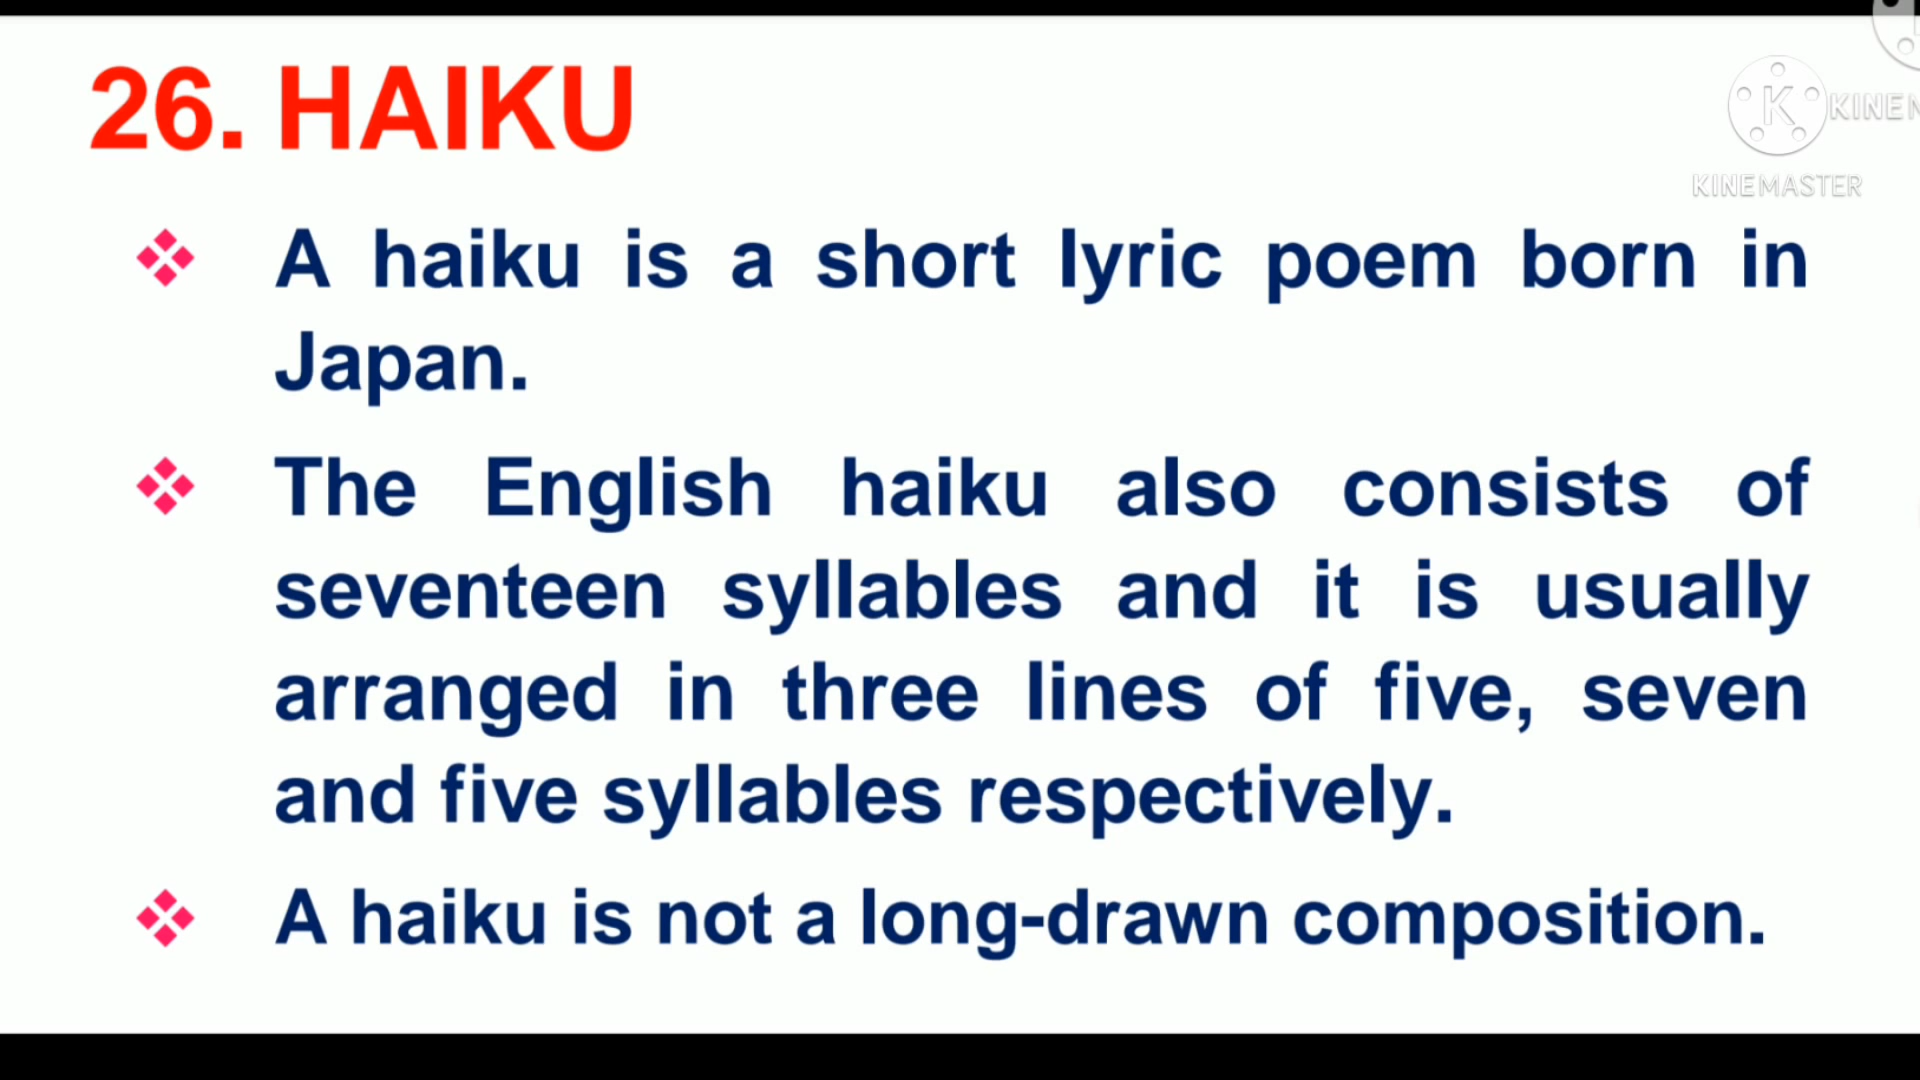 26. HAIKU
KINEM
KINEMASTER
❖ A haiku is a short lyric poem born in
Japan.
❖ The English haiku also consists of
seventeen syllables and it is usually
arranged in three lines of five, seven
and five syllables respectively.
❖ A haiku is not a long-drawn composition.